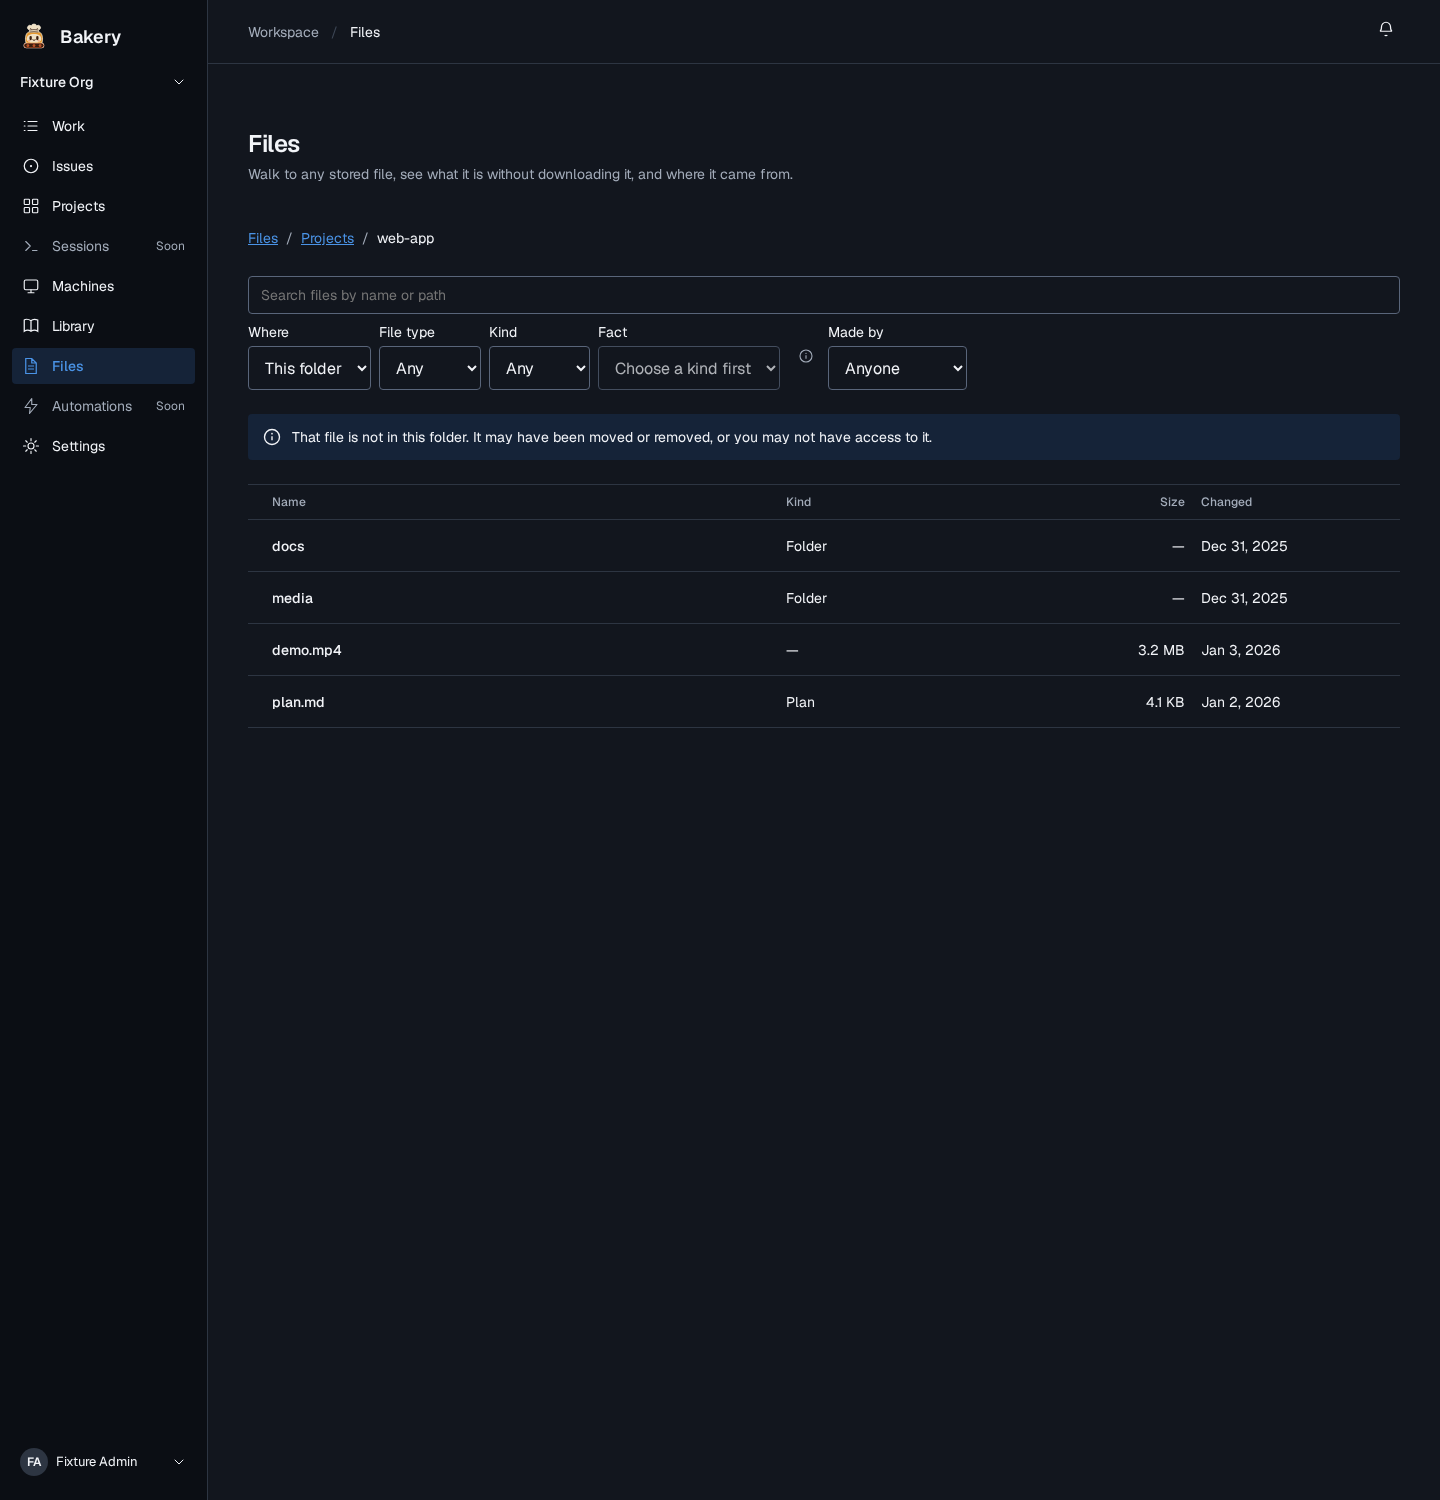 Bakery
Fixture Org
Work
Issues
Projects
Sessions Soon
Machines
Library
Files
Automations Soon
Settings
FA Fixture Admin
Workspace / Files
Files
Walk to any stored file, see what it is without downloading it, and where it came from.
Files / Projects / web-app
Search files by name or path
Where File type Kind Fact Made by
This folder Any Any Choose a kind first Anyone
That file is not in this folder. It may have been moved or removed, or you may not have access to it.
Name Kind Size Changed
docs Folder — Dec 31, 2025
media Folder — Dec 31, 2025
demo.mp4 — 3.2 MB Jan 3, 2026
plan.md Plan 4.1 KB Jan 2, 2026